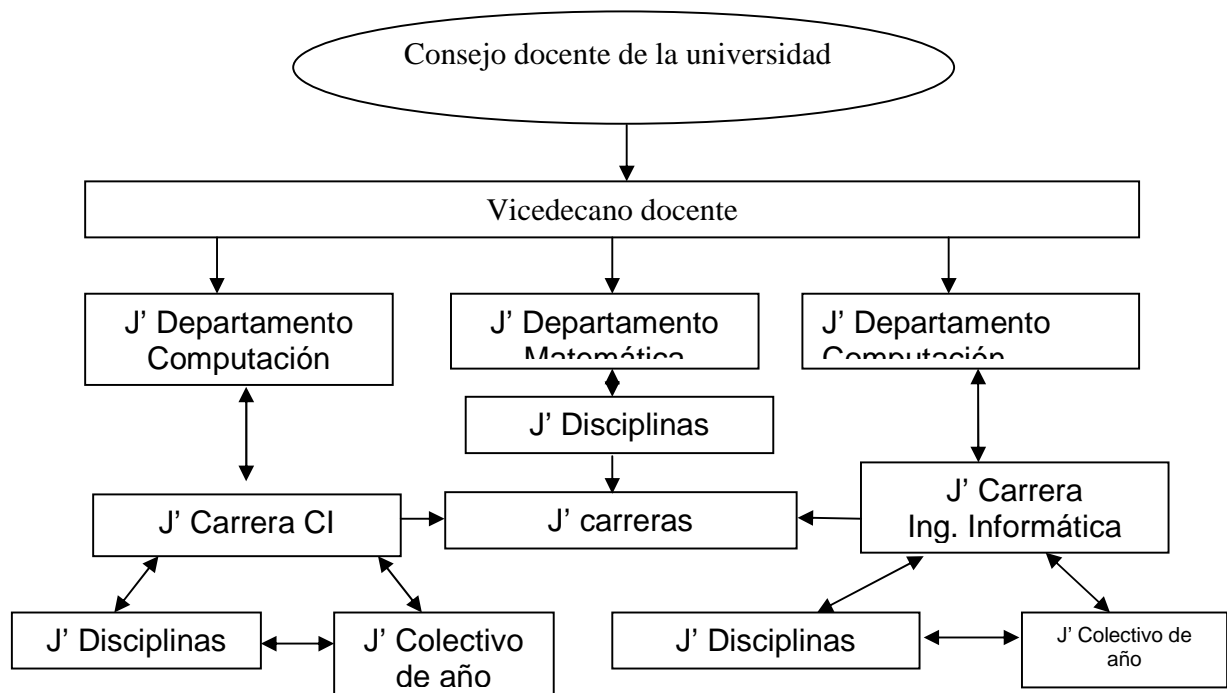 Consejo docente de la universidad
Vicedecano docente
J’ Departamento
Computación
J’ Departamento
Matemática
J’ Departamento
Computación
J’ Disciplinas
J’ Carrera CI
J’ carreras
J’ Carrera
Ing. Informática
J’ Disciplinas
J’ Colectivo
de año
J’ Disciplinas
J’ Colectivo de
año